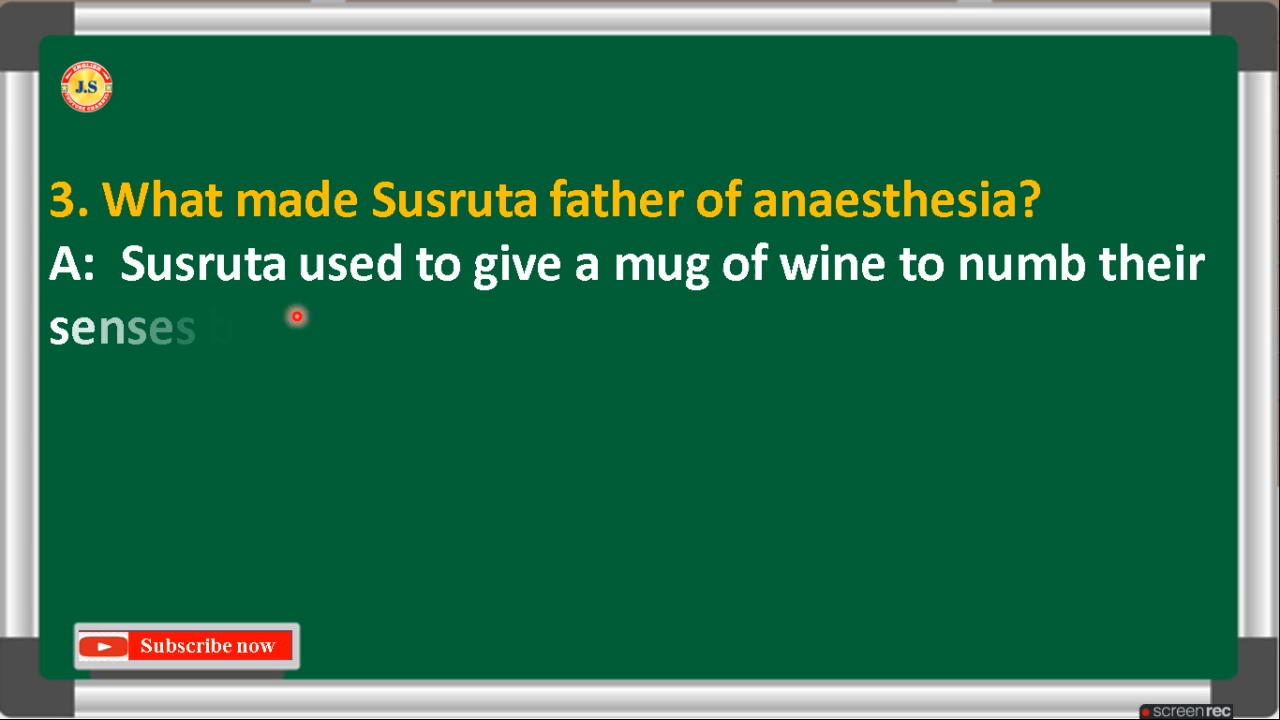 J.S
3. What made Susruta father of anaesthesia?
A: Susruta used to give a mug of wine to numb their
senses
Subscribe now
screenrec